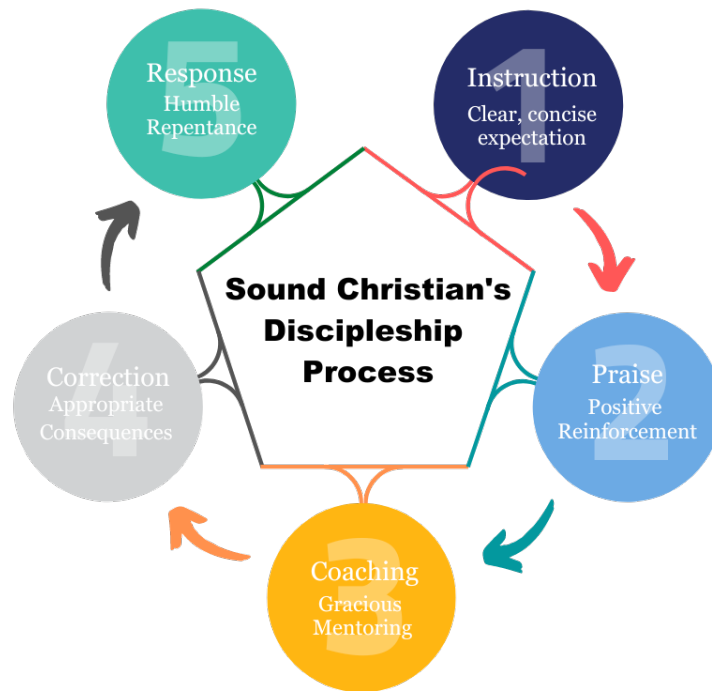 Sound Christian's
Discipleship
Process
1
Instruction
Clear, concise
expectation
2
Praise
Positive
Reinforcement
3
Coaching
Gracious
Mentoring
4
Correction
Appropriate
Consequences
5
Response
Humble
Repentance